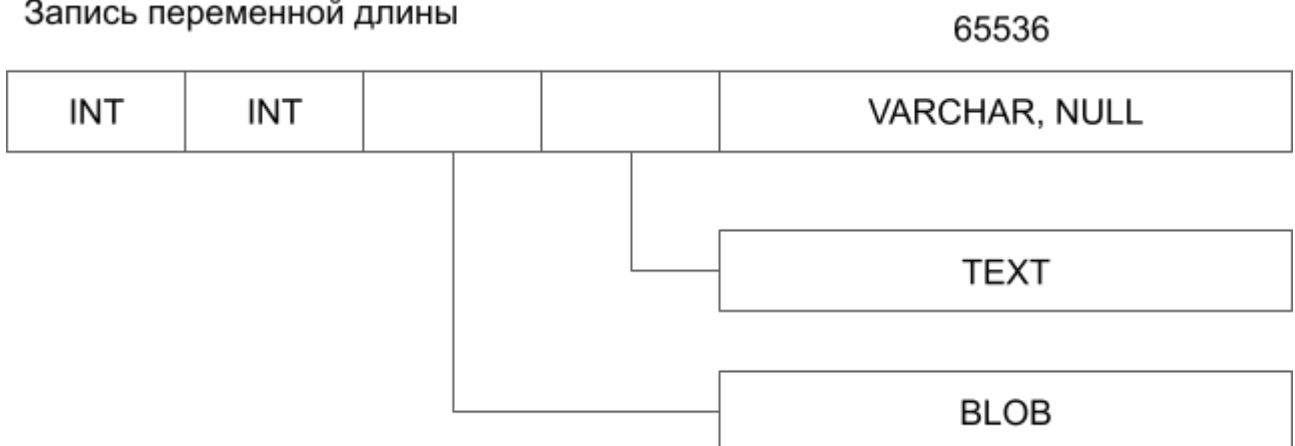 Запись переменной длины
65536
INT INT VARCHAR, NULL
TEXT
BLOB